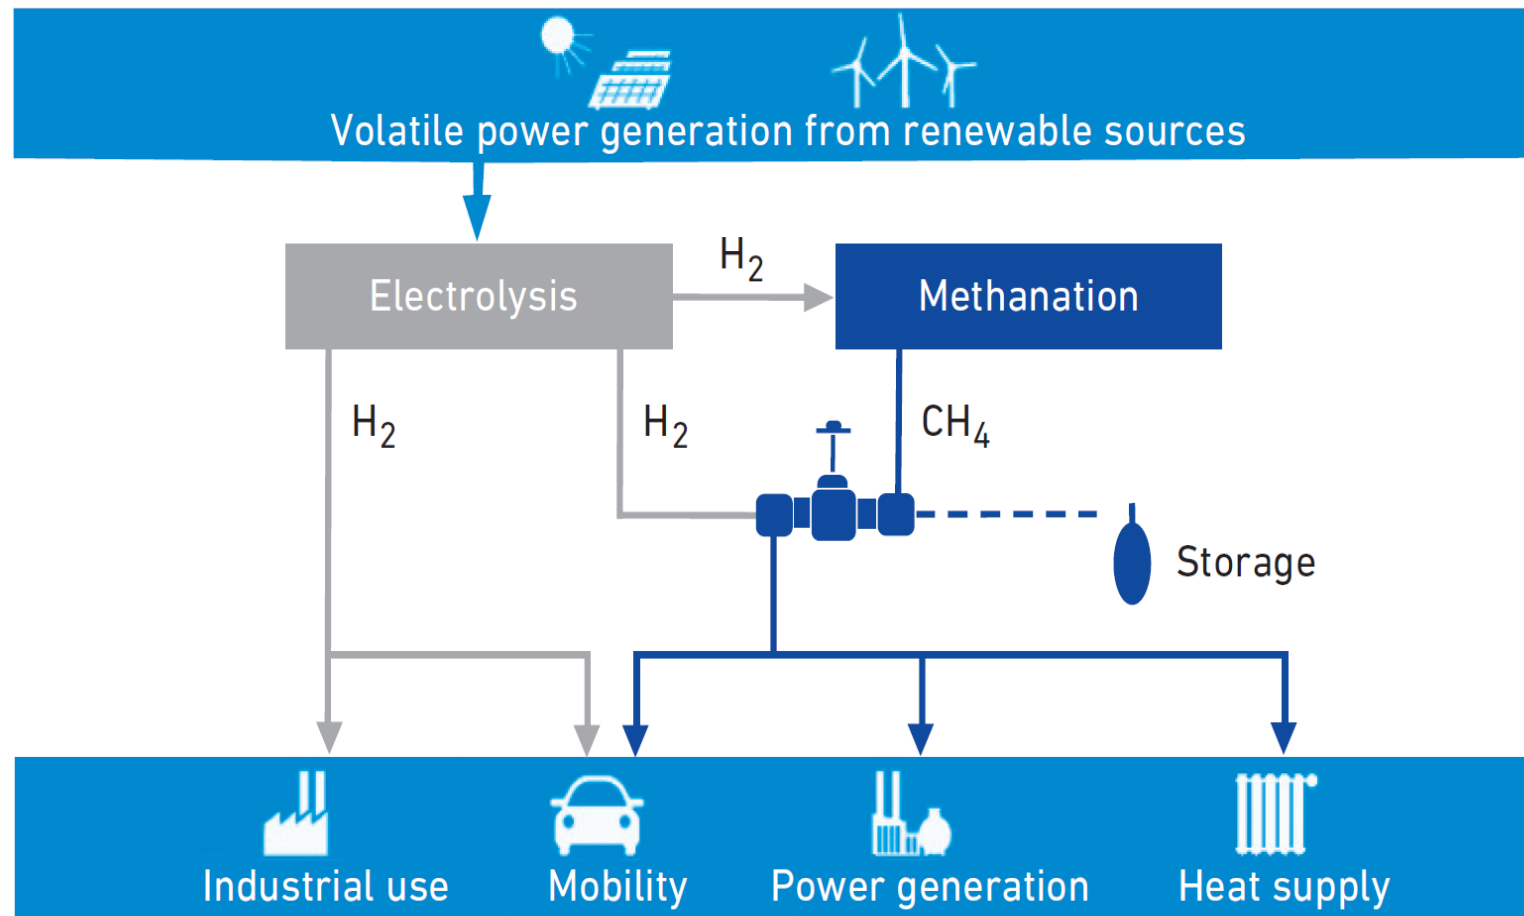 Volatile power generation from renewable sources
Electrolysis
H₂
Methanation
H₂
H₂
CH₄
Storage
Industrial use
Mobility
Power generation
Heat supply